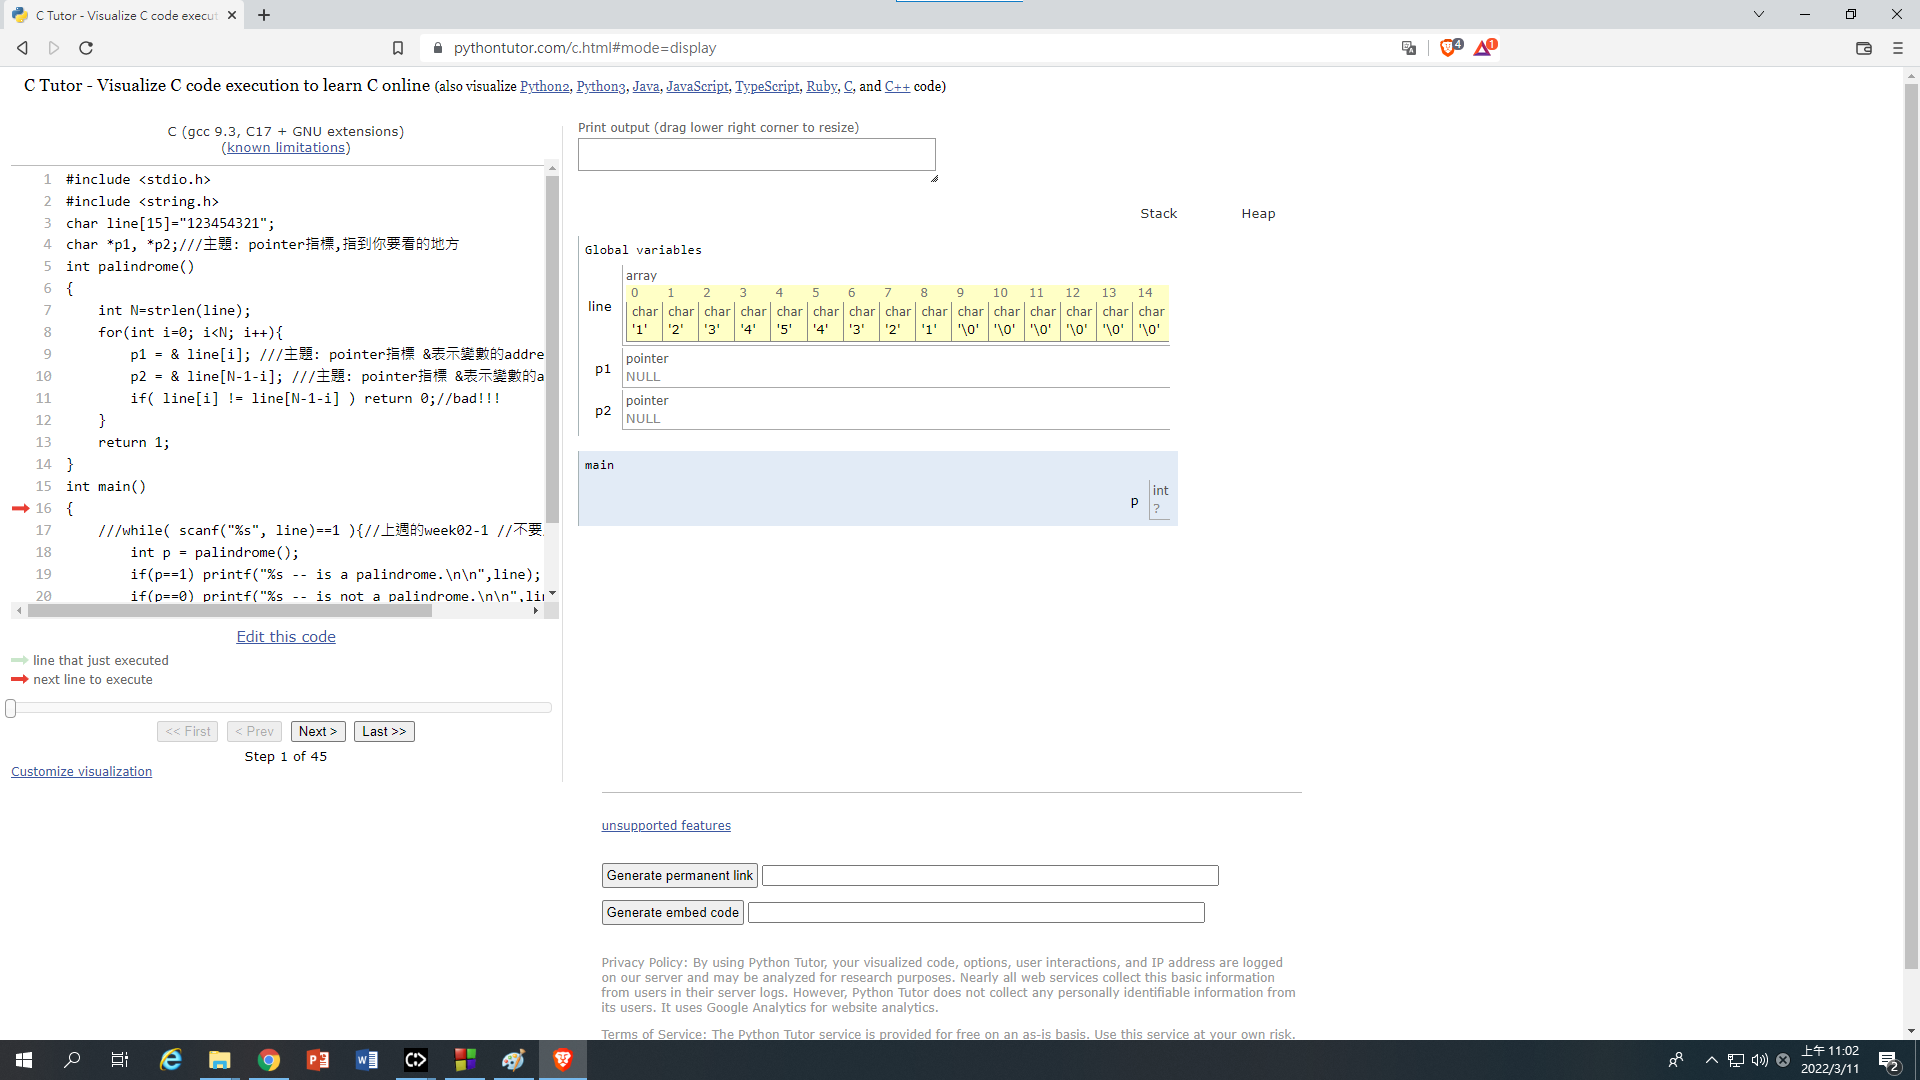 C Tutor - Visualize C code execut
pythontutor.com/c.html#mode=display
4
1
C Tutor - Visualize C code execution to learn C online (also visualize Python2, Python3, Java, JavaScript, TypeScript, Ruby, C, and C++ code)
C (gcc 9.3, C17 + GNU extensions)
(known limitations)
1 #include <stdio.h>
2 #include <string.h>
3 char line[15]="123454321";
4 char *p1, *p2;///主題: pointer指標,指到你要看的地方
5 int palindrome()
6 {
7     int N=strlen(line);
8     for(int i=0; i<N; i++){
9         p1 = & line[i]; ///主題: pointer指標 &表示變數的addre
10         p2 = & line[N-1-i]; ///主題: pointer指標 &表示變數的a
11         if( line[i] != line[N-1-i] ) return 0;//bad!!!
12     }
13     return 1;
14 }
15 int main()
16 {
17     ///while( scanf("%s", line)==1 ){//上週的week02-1 //不要
18         int p = palindrome();
19         if(p==1) printf("%s -- is a palindrome.\n\n",line);
20         if(p==0) printf("%s -- is not a palindrome.\n\n",lin
Edit this code
line that just executed
next line to execute
<< First < Prev Next > Last >>
Step 1 of 45
Customize visualization
Print output (drag lower right corner to resize)
Stack Heap
Global variables
array
0 1 2 3 4 5 6 7 8 9 10 11 12 13 14
line
char char char char char char char char char char char char char char char
'1' '2' '3' '4' '5' '4' '3' '2' '1' '\0' '\0' '\0' '\0' '\0' '\0'
p1
pointer
NULL
p2
pointer
NULL
main
p
int
?
unsupported features
Generate permanent link
Generate embed code
Privacy Policy: By using Python Tutor, your visualized code, options, user interactions, and IP address are logged
on our server and may be analyzed for research purposes. Nearly all web services collect this basic information
from users in their server logs. However, Python Tutor does not collect any personally identifiable information from
its users. It uses Google Analytics for website analytics.
Terms of Service: The Python Tutor service is provided for free on an as-is basis. Use this service at your own risk.
上午 11:02
2022/3/11
2